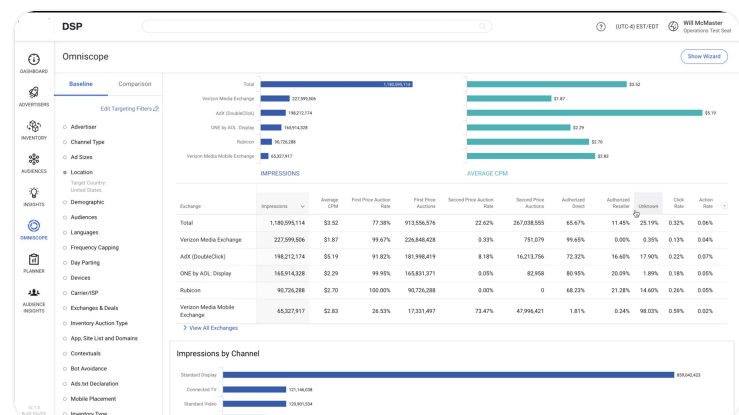 DSP
(UTC-4) EST/EDT
Will McMaster
Operations Test Seat
Omniscope
Show Wizard
DASHBOARD
ADVERTISERS
INVENTORY
AUDIENCES
INSIGHTS
OMNISCOPE
PLANNER
AUDIENCE
INSIGHTS
Baseline Comparison
Edit Targeting Filters
Advertiser
Channel Type
Ad Sizes
Location
Target Country:
United States
Demographic
Audiences
Languages
Frequency Capping
Day Parting
Devices
Carrier/ISP
Exchanges & Deals
Inventory Auction Type
App, Site List and Domains
Contextuals
Bot Avoidance
Ads.txt Declaration
Mobile Placement
Inventory Type
Total 1,180,595,114 $3.52
Verizon Media Exchange 227,599,506 $1.87
AdX (DoubleClick) 198,212,174 $5.19
ONE by AOL: Display 165,914,328 $2.29
Rubicon 90,726,288 $2.70
Verizon Media Mobile Exchange 65,327,917 $2.83
IMPRESSIONS AVERAGE CPM
Exchange Impressions Average CPM First Price Auction Rate First Price Auctions Second Price Auction Rate Second Price Auctions Authorized Direct Authorized Reseller Unknown Click Rate Action Rate
Total 1,180,595,114 $3.52 77.38% 913,556,576 22.62% 267,038,555 65.67% 11.45% 25.19% 0.32% 0.06%
Verizon Media Exchange 227,599,506 $1.87 99.67% 226,848,428 0.33% 751,079 99.65% 0.00% 0.35% 0.13% 0.04%
AdX (DoubleClick) 198,212,174 $5.19 91.82% 181,998,419 8.18% 16,213,756 72.32% 16.60% 17.90% 0.22% 0.07%
ONE by AOL: Display 165,914,328 $2.29 99.95% 165,831,371 0.05% 82,958 80.95% 20.09% 1.89% 0.18% 0.05%
Rubicon 90,726,288 $2.70 100.00% 90,726,288 0.00% 0 68.23% 21.28% 14.60% 0.26% 0.05%
Verizon Media Mobile
Exchange 65,327,917 $2.83 26.53% 17,331,497 73.47% 47,996,421 1.81% 0.24% 98.03% 0.59% 0.02%
View All Exchanges
Impressions by Channel
Standard Display 859,042,423
Connected TV 121,146,038
Standard Video 120,931,534